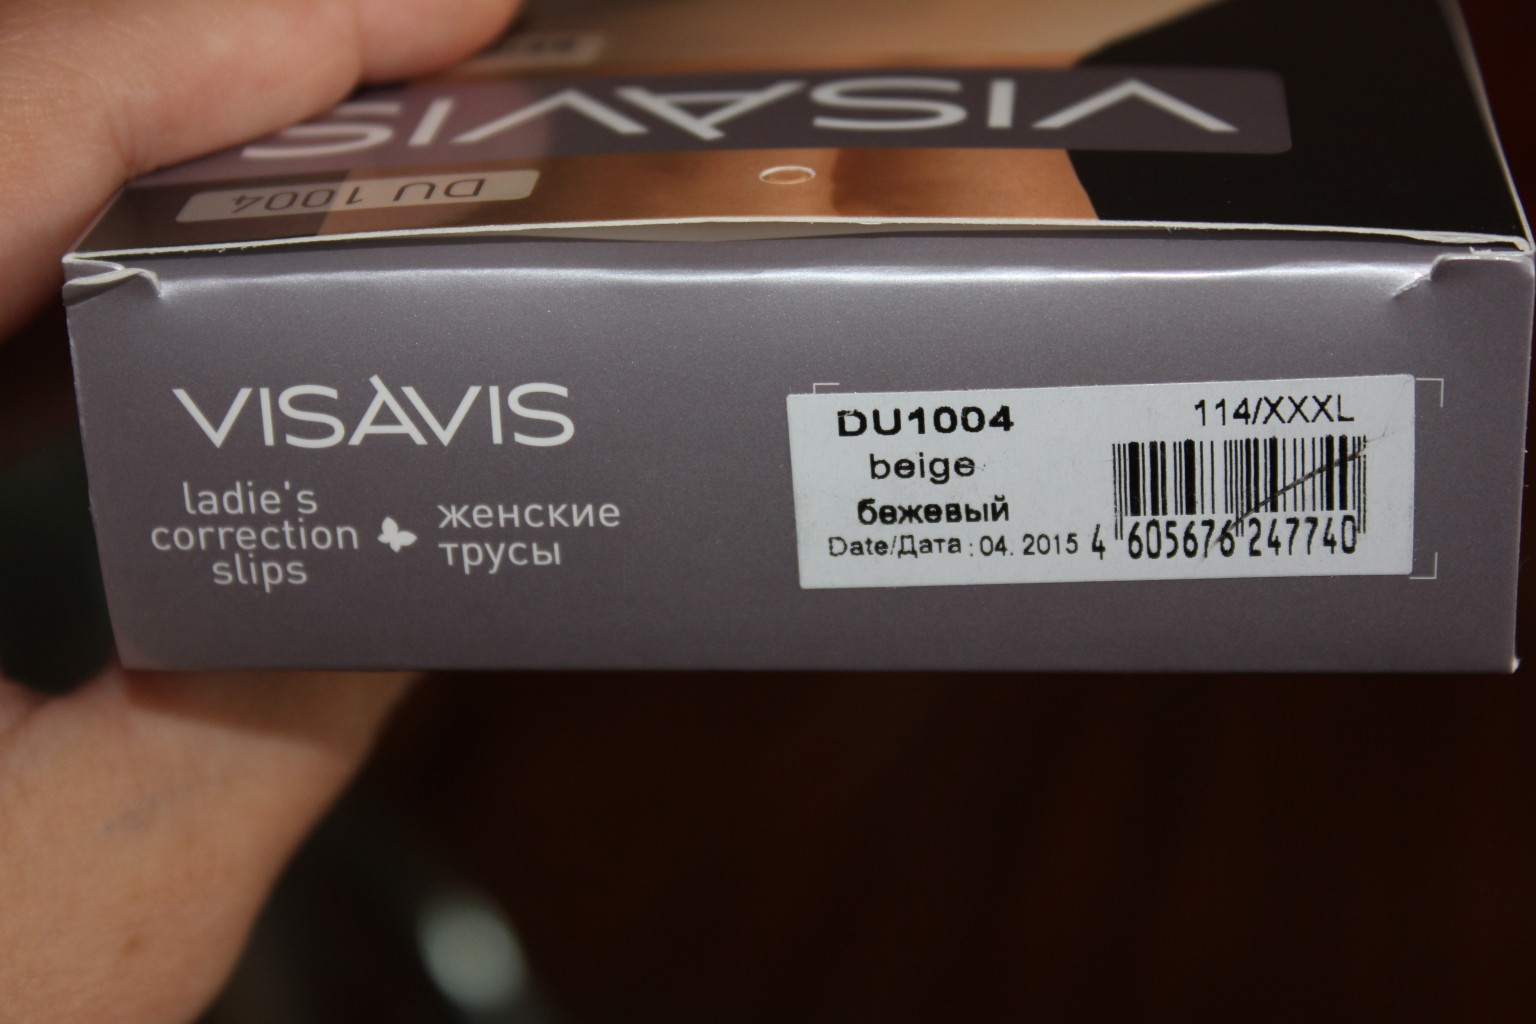 VISAVIS
DU 1004
VISAVIS
ladie's
correction
slips
женские
трусы
DU1004
114/XXXL
beige
бежевый
Date/Дата : 04. 2015
4 605676 247740